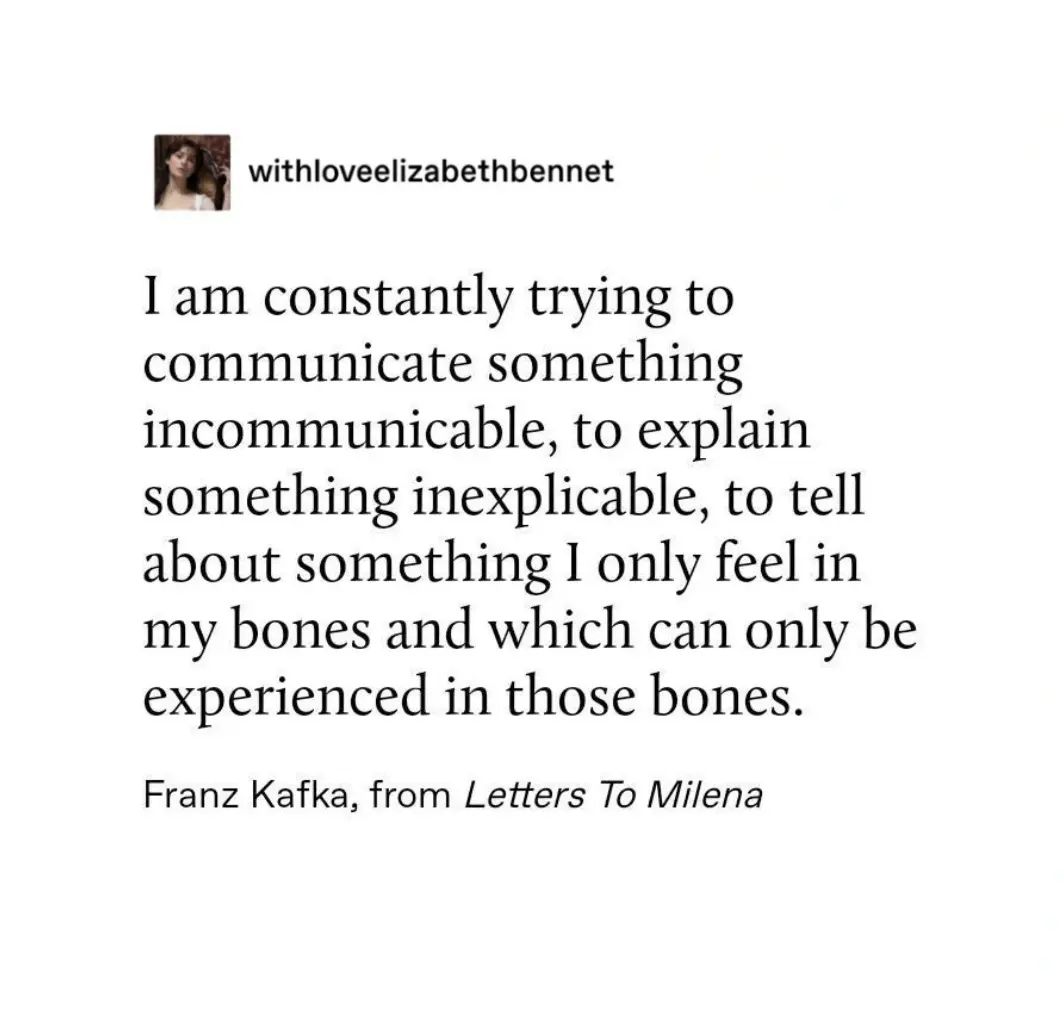 withloveelizabethbennet
I am constantly trying to
communicate something
incommunicable, to explain
something inexplicable, to tell
about something I only feel in
my bones and which can only be
experienced in those bones.
Franz Kafka, from Letters To Milena